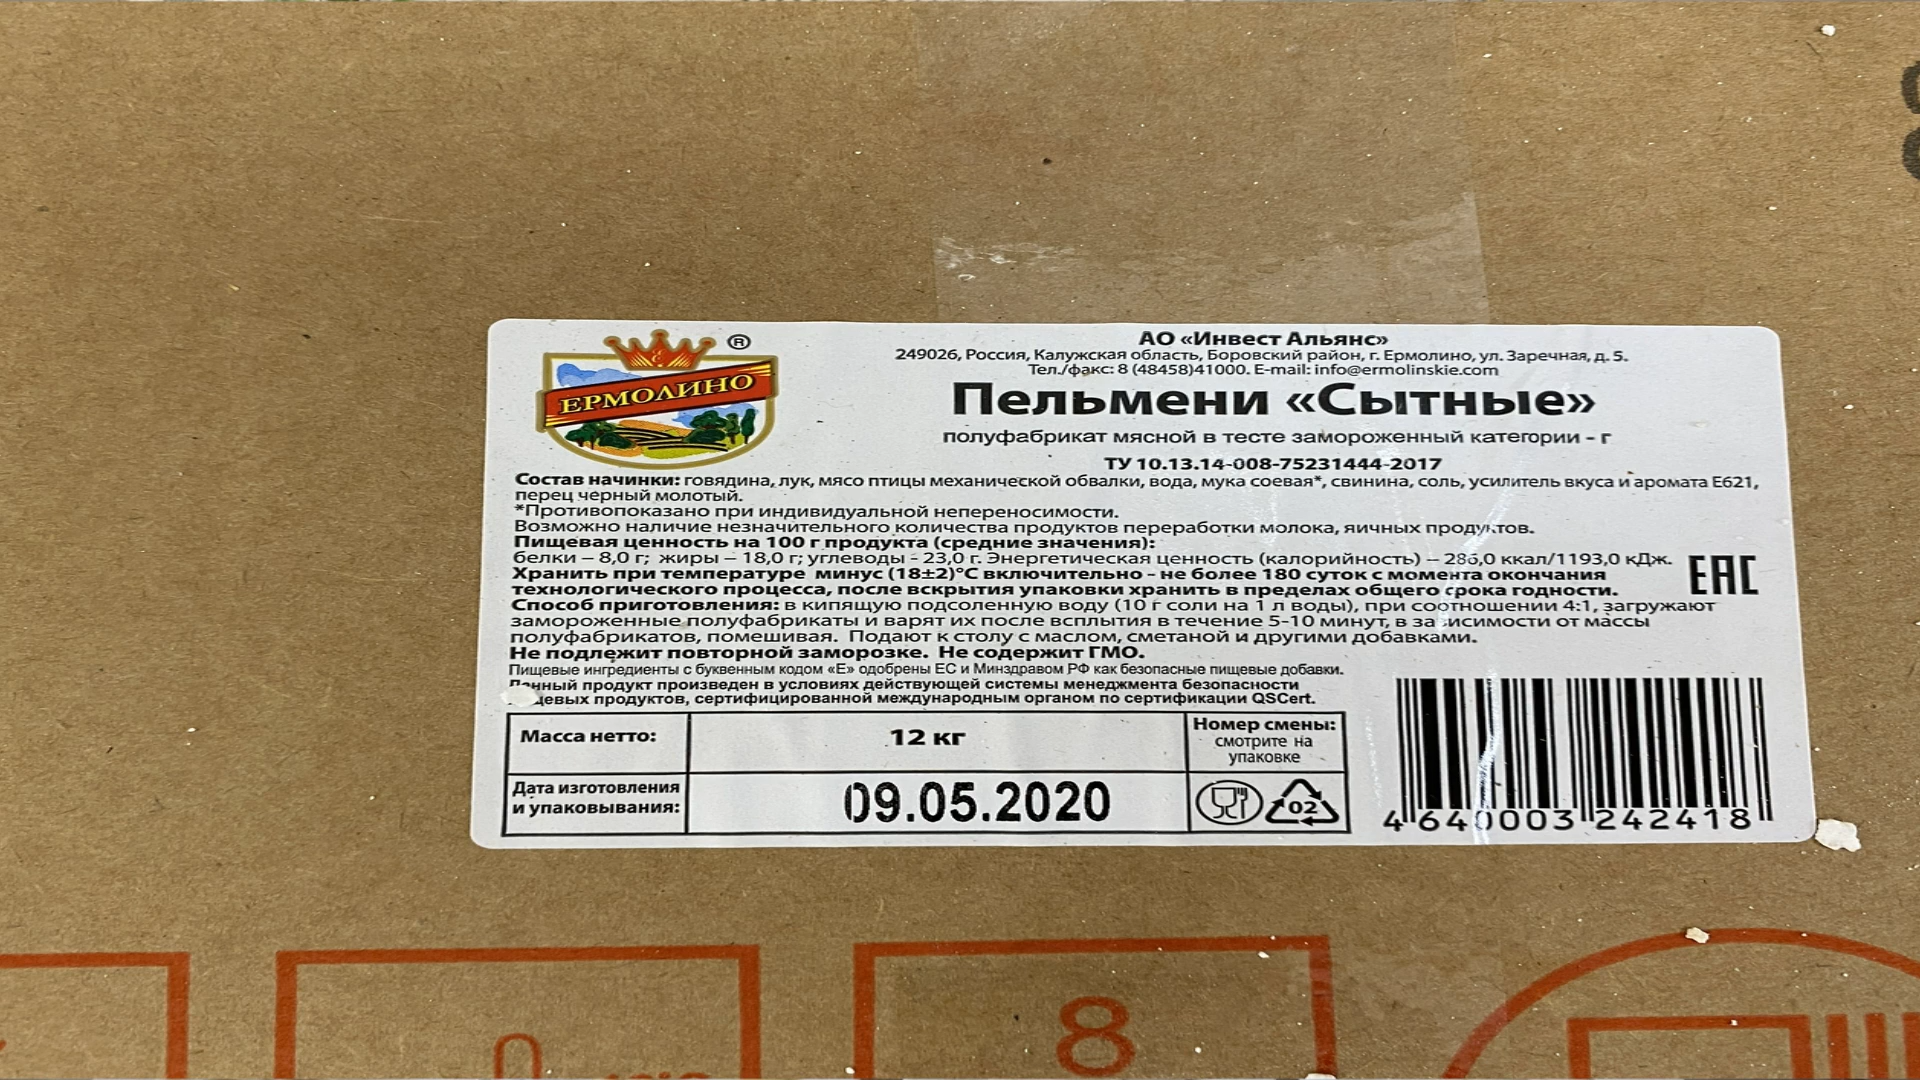 ЕРМОЛИНО ®
АО «Инвест Альянс»
249026, Россия, Калужская область, Боровский район, г. Ермолино, ул. Заречная, д. 5.
Тел./факс: 8 (48458)41000. E-mail: info@ermolinskie.com
Пельмени «Сытные»
полуфабрикат мясной в тесте замороженный категории - г
ТУ 10.13.14-008-75231444-2017
Состав начинки: говядина, лук, мясо птицы механической обвалки, вода, мука соевая*, свинина, соль, усилитель вкуса и аромата Е621,
перец черный молотый.
*Противопоказано при индивидуальной непереносимости.
Возможно наличие незначительного количества продуктов переработки молока, яичных продуктов.
Пищевая ценность на 100 г продукта (средние значения):
белки – 8,0 г; жиры – 18,0 г; углеводы - 23,0 г. Энергетическая ценность (калорийность) – 286,0 ккал/1193,0 кДж.
Хранить при температуре минус (18±2)°С включительно - не более 180 суток с момента окончания
технологического процесса, после вскрытия упаковки хранить в пределах общего срока годности.
EAC
Способ приготовления: в кипящую подсоленную воду (10 г соли на 1 л воды), при соотношении 4:1, загружают
замороженные полуфабрикаты и варят их после всплытия в течение 5-10 минут, в зависимости от массы
полуфабрикатов, помешивая. Подают к столу с маслом, сметаной и другими добавками.
Не подлежит повторной заморозке. Не содержит ГМО.
Пищевые ингредиенты с буквенным кодом «Е» одобрены ЕС и Минздравом РФ как безопасные пищевые добавки.
Данный продукт произведен в условиях действующей системы менеджмента безопасности
продуктов, сертифицированной международным органом по сертификации QSCert.
Масса нетто: 12 кг
Номер смены:
смотрите на
упаковке
Дата изготовления
и упаковывания: 09.05.2020
02
4 640003 242418
8